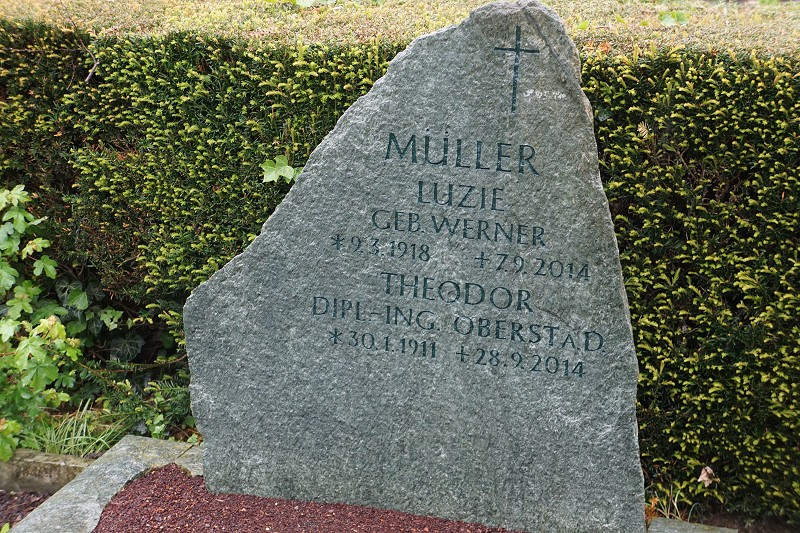 MÜLLER
LUZIE
GEB. WERNER
*9.3.1918 +7.9.2014
THEODOR
DIPL-ING. OBERST A.D.
*30.1.1911 +28.9.2014